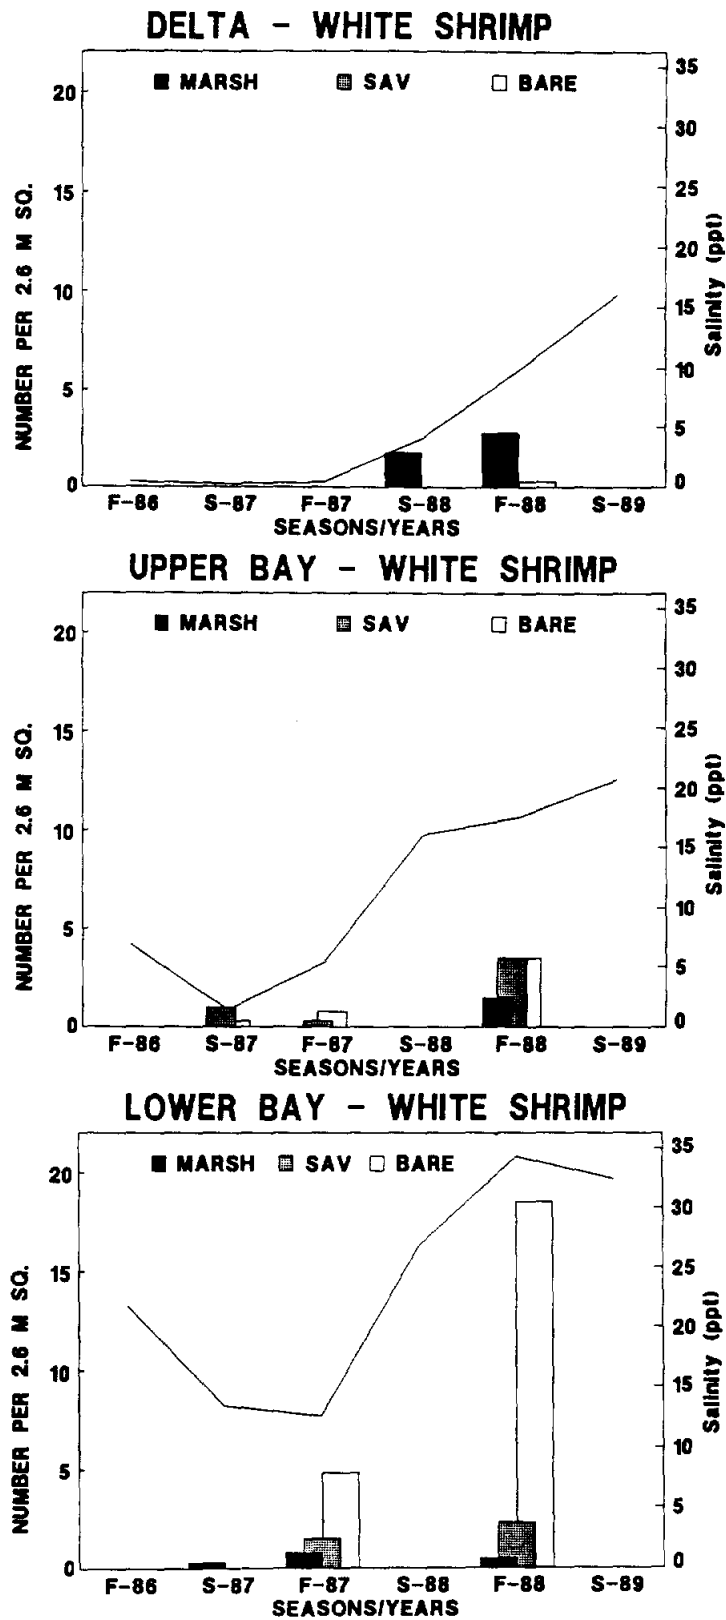 DELTA - WHITE SHRIMP
MARSH SAV BARE
20
15
10
5
0
NUMBER PER 2.6 M SQ.
35
30
25
20
15
10
5
0
Salinity (ppt)
F-86 S-87 F-87 S-88 F-88 S-89
SEASONS/YEARS
UPPER BAY - WHITE SHRIMP
MARSH SAV BARE
20
15
10
5
0
NUMBER PER 2.6 M SQ.
35
30
25
20
15
10
5
0
Salinity (ppt)
F-86 S-87 F-87 S-88 F-88 S-89
SEASONS/YEARS
LOWER BAY - WHITE SHRIMP
MARSH SAV BARE
20
15
10
5
0
NUMBER PER 2.6 M SQ.
35
30
25
20
15
10
5
0
Salinity (ppt)
F-86 S-87 F-87 S-88 F-88 S-89
SEASONS/YEARS